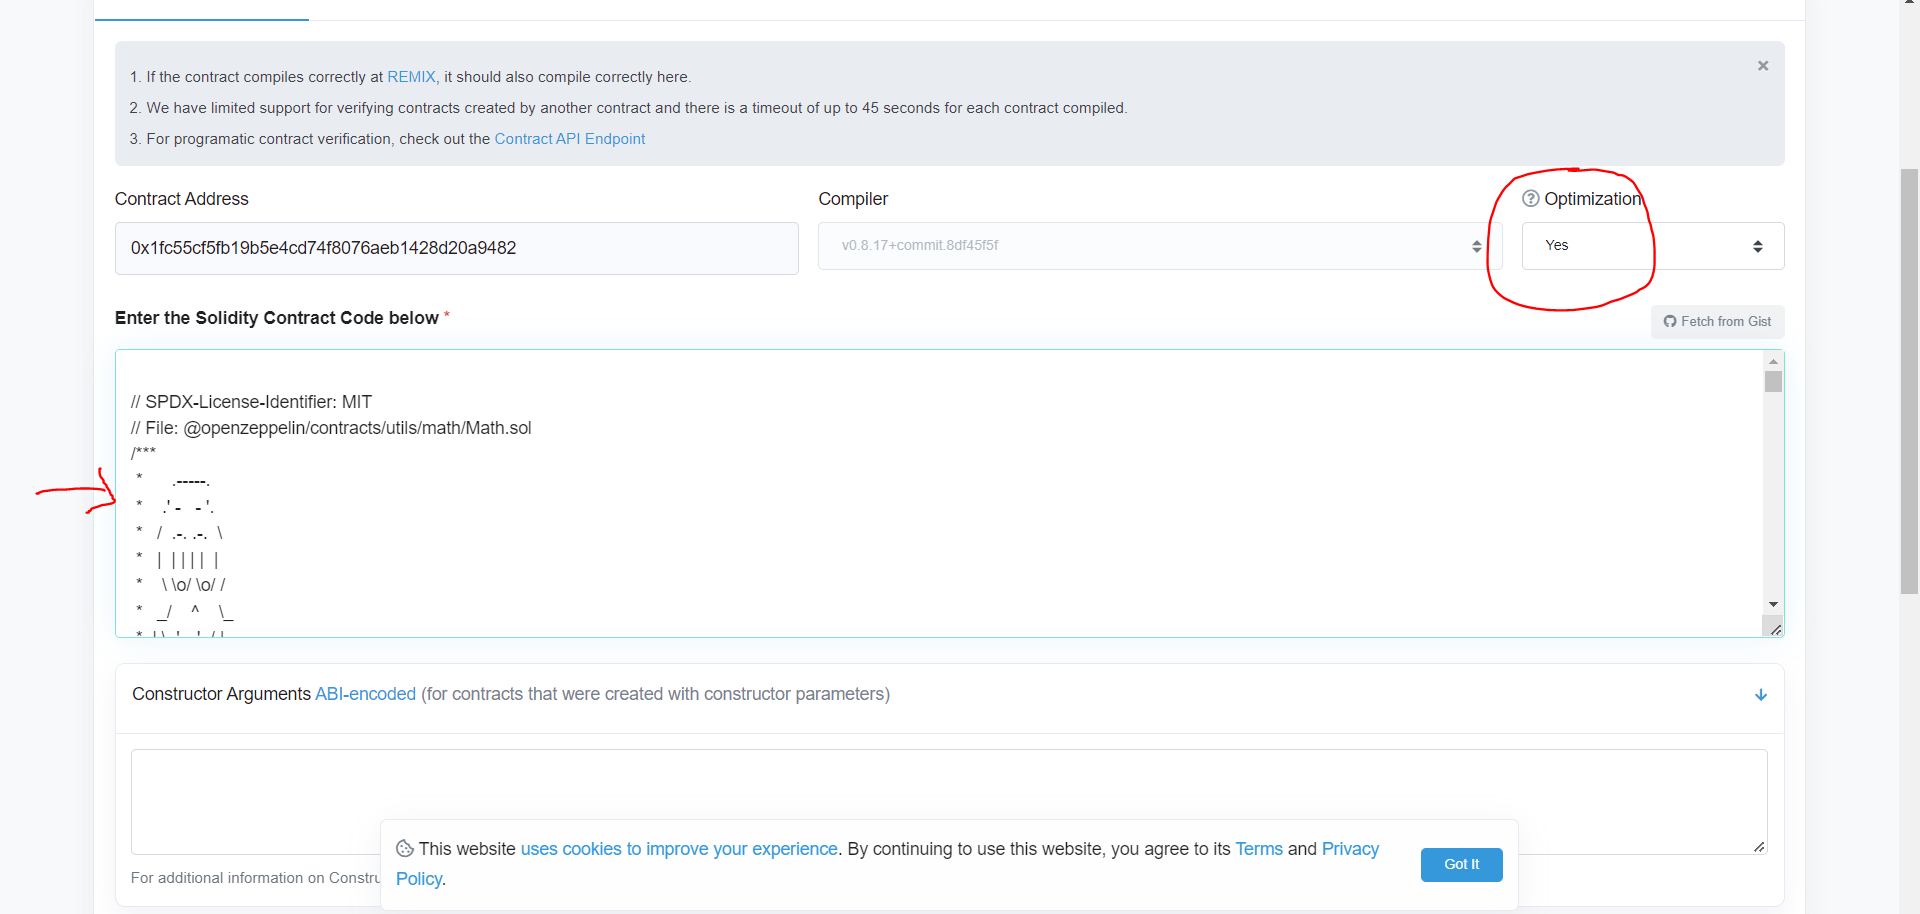 1. If the contract compiles correctly at REMIX, it should also compile correctly here.
2. We have limited support for verifying contracts created by another contract and there is a timeout of up to 45 seconds for each contract compiled.
3. For programatic contract verification, check out the Contract API Endpoint
Contract Address
Compiler
Optimization
0x1fc55cf5fb19b5e4cd74f8076aeb1428d20a9482
v0.8.17+commit.8df45f5f
Yes
Enter the Solidity Contract Code below *
Fetch from Gist
// SPDX-License-Identifier: MIT
// File: @openzeppelin/contracts/utils/math/Math.sol
/***
*       .-----.
*     .' -   - '.
*   /  .-. .-.  \
*   |  | | | |  |
*    \ \o/ \o/ /
*   _/    ^    \_
Constructor Arguments ABI-encoded (for contracts that were created with constructor parameters)
This website uses cookies to improve your experience. By continuing to use this website, you agree to its Terms and Privacy
Policy.
Got It
For additional information on Constru